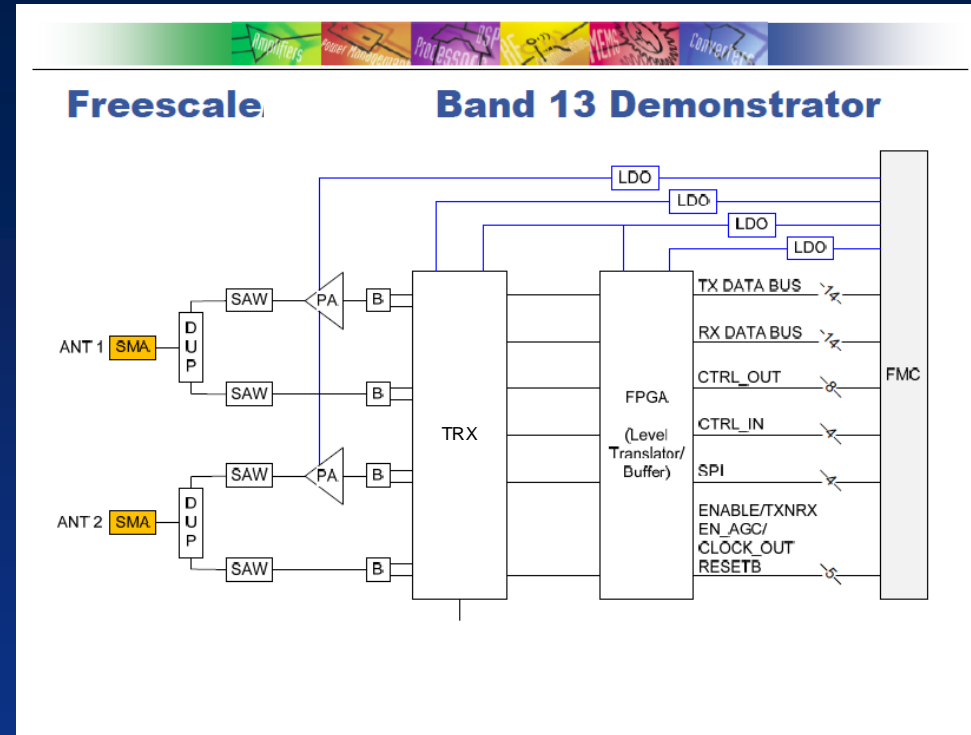 Amplifiers Power Management Processors DSP RF MEMS Converters
Freescale Band 13 Demonstrator
LDO
LDO
LDO
LDO
TX DATA BUS 14
SAW PA B
RX DATA BUS 14
DUP
ANT 1 SMA
CTRL_OUT 8
FMC
SAW B
FPGA
CTRL_IN 4
TRX
(Level
Translator/
Buffer)
SPI 4
SAW PA B
DUP
ANT 2 SMA
ENABLE/TXNRX
EN_AGC/
CLOCK_OUT
RESETB 5
SAW B